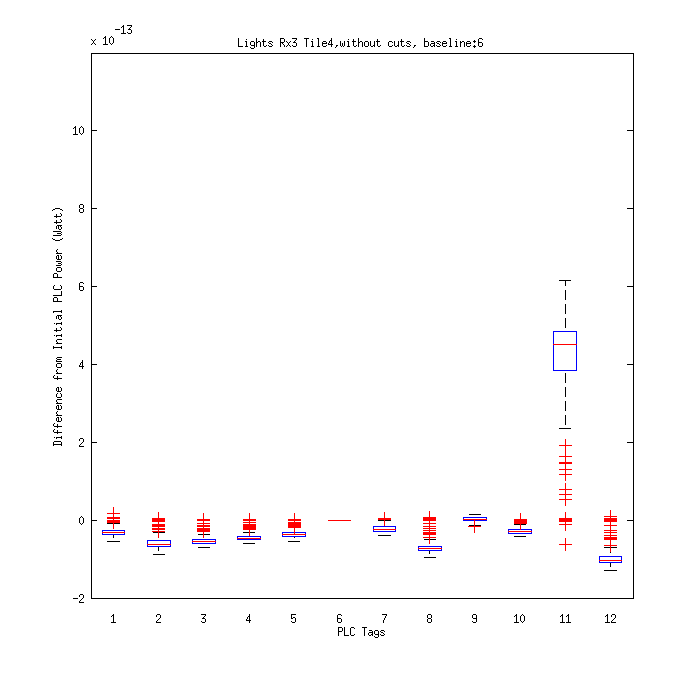 x 10 -13
Lights Rx3 Tile4,without cuts, baseline:6
10
8
6
4
2
0
-2
Difference from Initial PLC Power (Watt)
1 2 3 4 5 6 7 8 9 10 11 12
PLC Tags